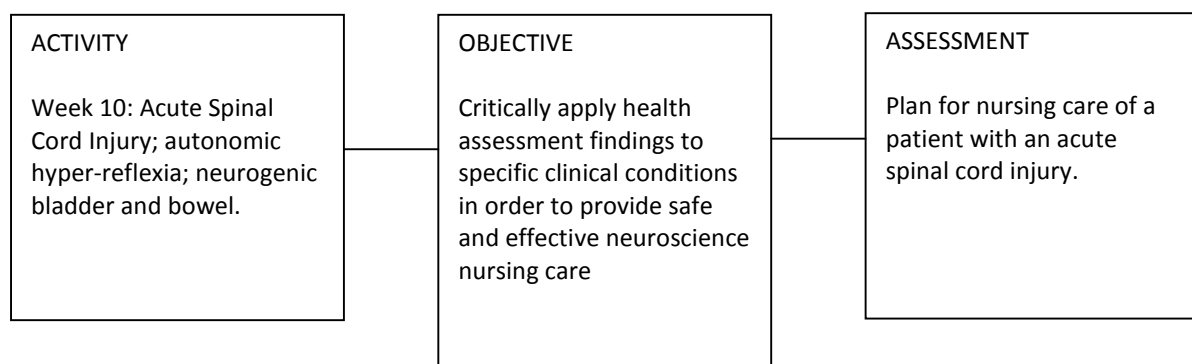 ACTIVITY
Week 10: Acute Spinal
Cord Injury; autonomic
hyper-reflexia; neurogenic
bladder and bowel.
OBJECTIVE
Critically apply health
assessment findings to
specific clinical conditions
in order to provide safe
and effective neuroscience
nursing care
ASSESSMENT
Plan for nursing care of a
patient with an acute
spinal cord injury.